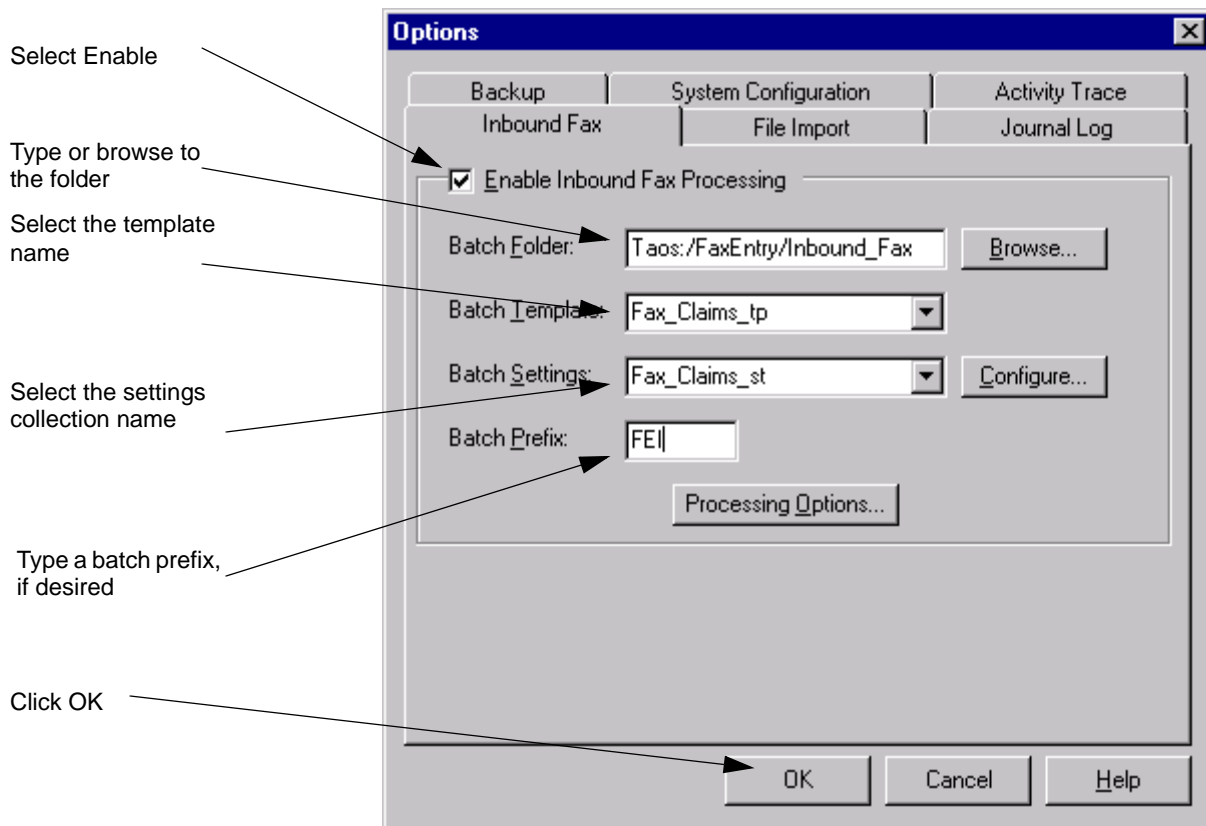 Options
Select Enable
Backup
System Configuration
Activity Trace
Inbound Fax
File Import
Journal Log
Type or browse to
the folder
Enable Inbound Fax Processing
Select the template
name
Batch Folder:
Taos:/FaxEntry/Inbound_Fax
Browse...
Batch Template:
Fax_Claims_tp
Select the settings
collection name
Batch Settings:
Fax_Claims_st
Configure...
Batch Prefix:
FEI
Processing Options...
Type a batch prefix,
if desired
Click OK
OK
Cancel
Help